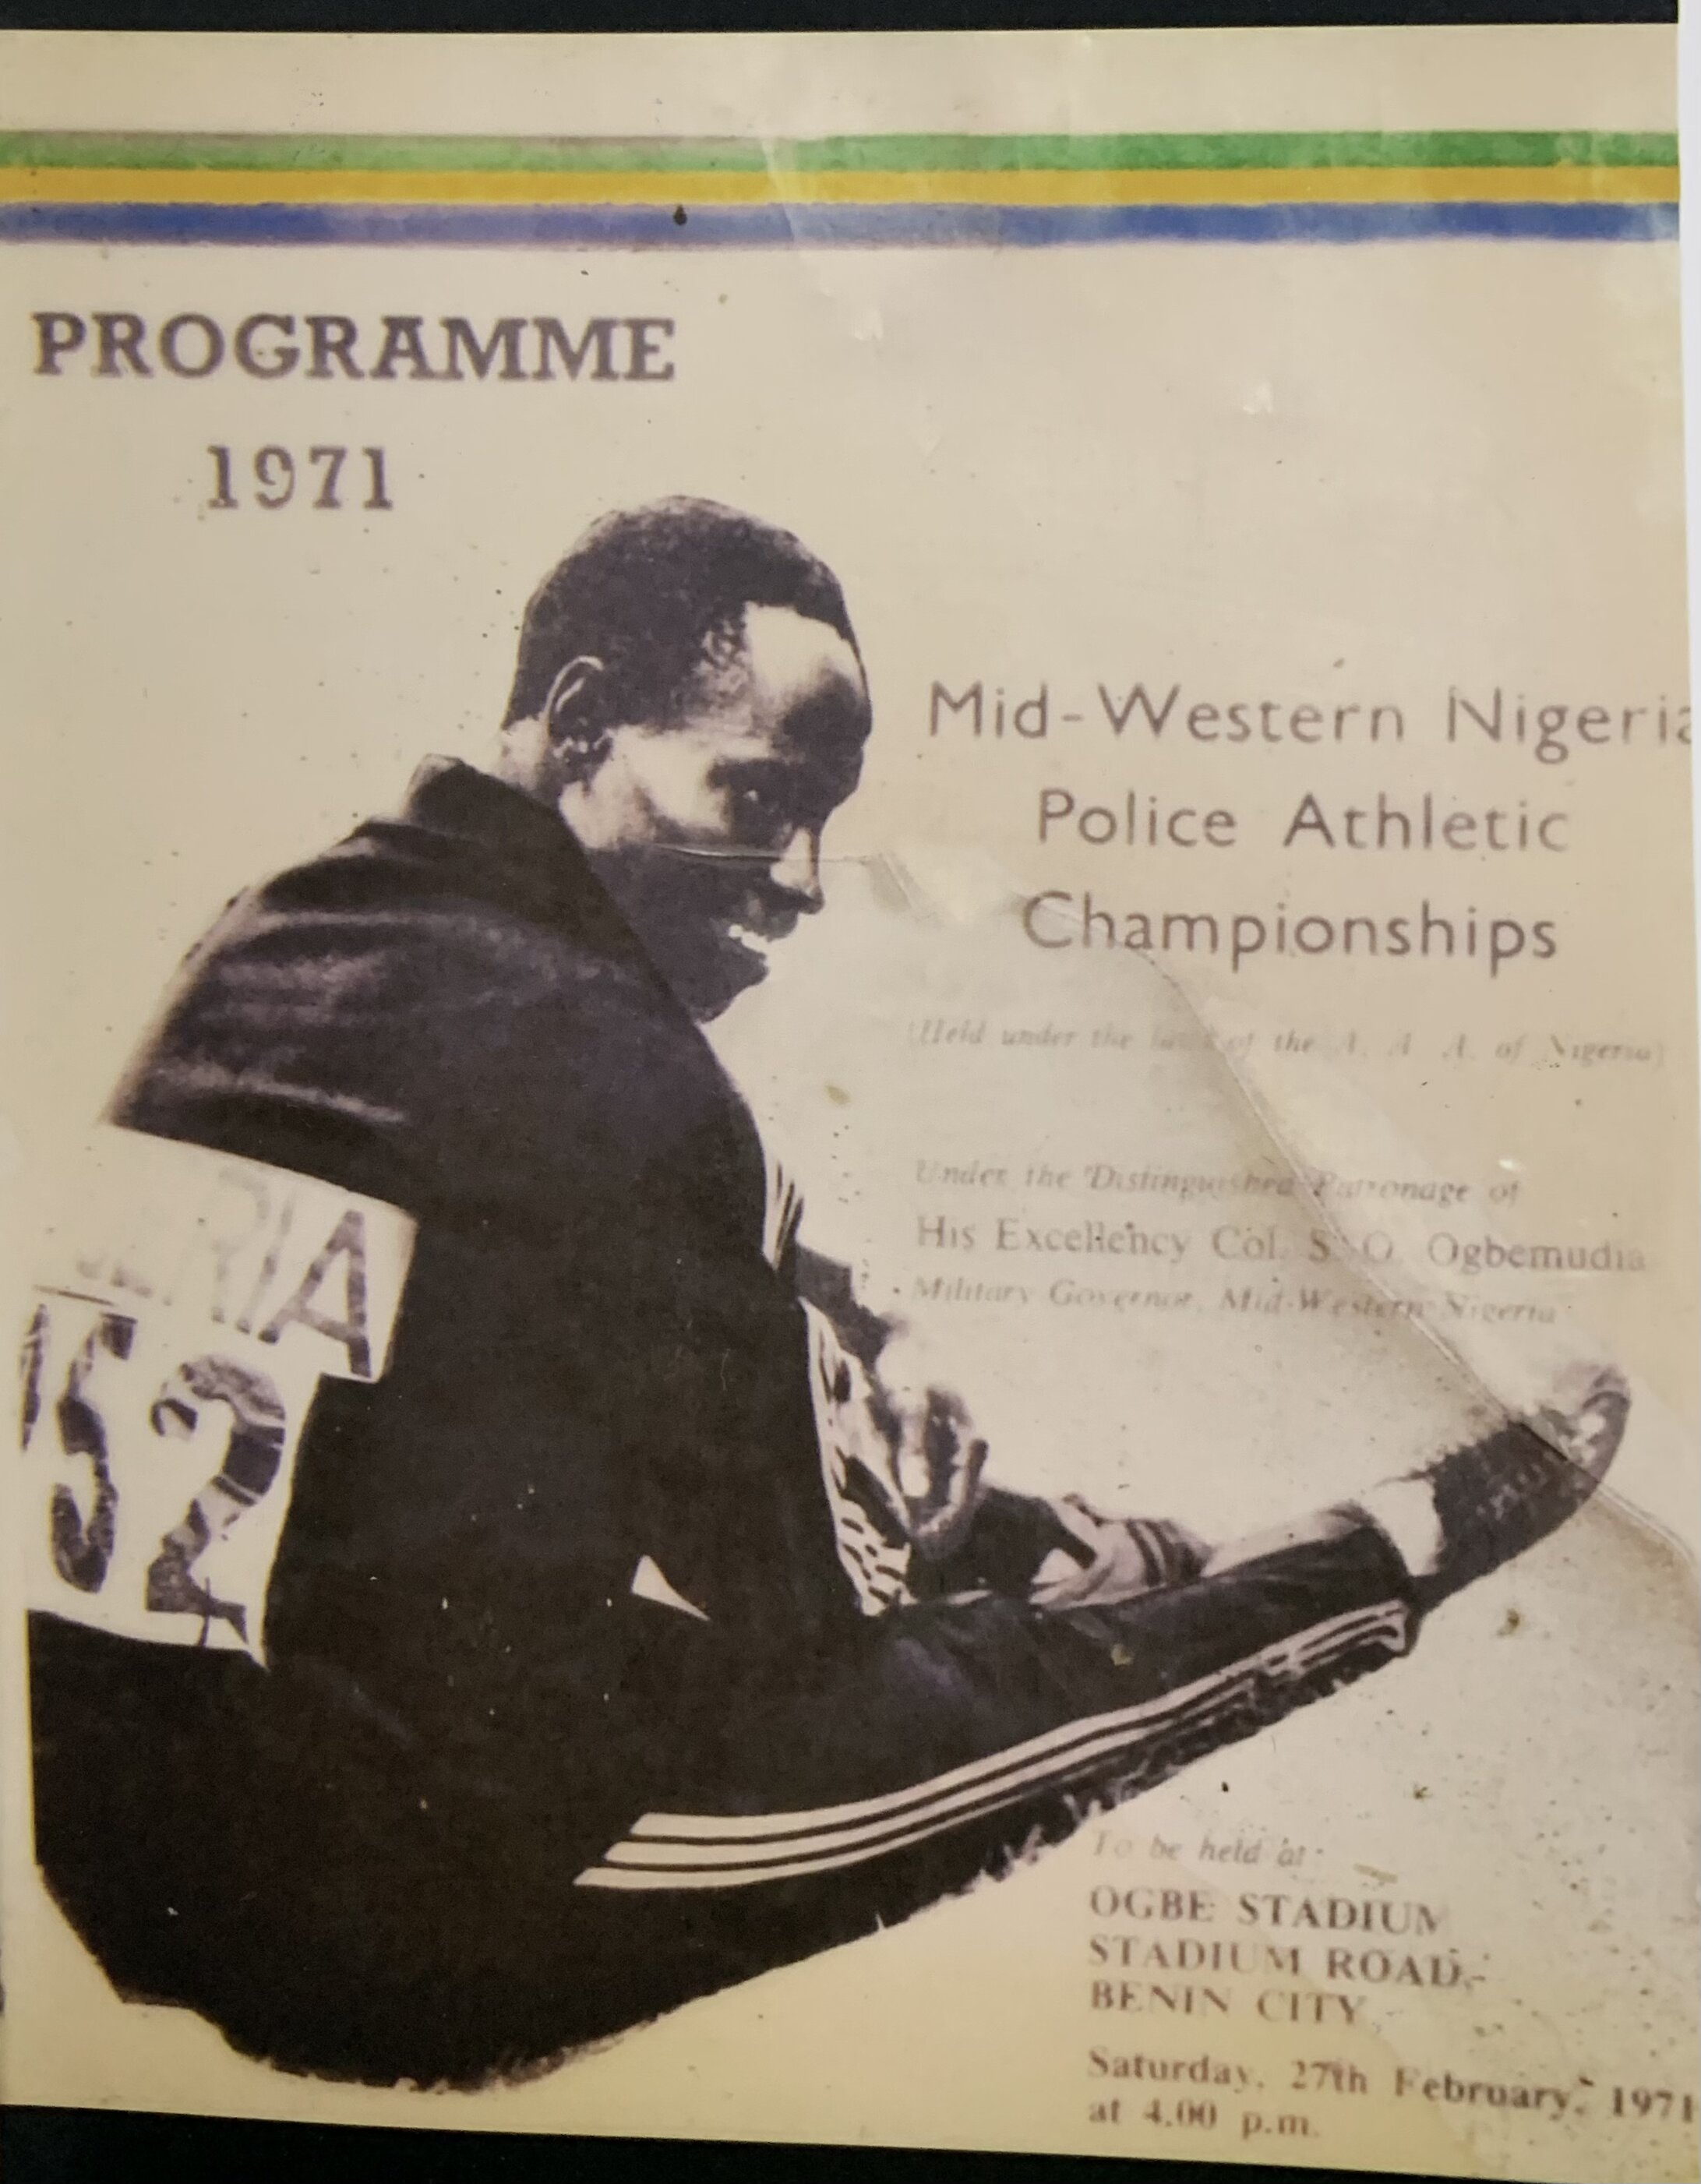 PROGRAMME
1971
Mid-Western Nigeria
Police Athletic
Championships
(Held under the laws of the A. A. A. of Nigeria)
Under the Distinguished Patronage of
His Excellency Col. S. O. Ogbemudia
Military Governor, Mid-Western Nigeria
RIA
52
To be held at:
OGBE STADIUM
STADIUM ROAD,
BENIN CITY,
Saturday, 27th February, 1971
at 4.00 p.m.